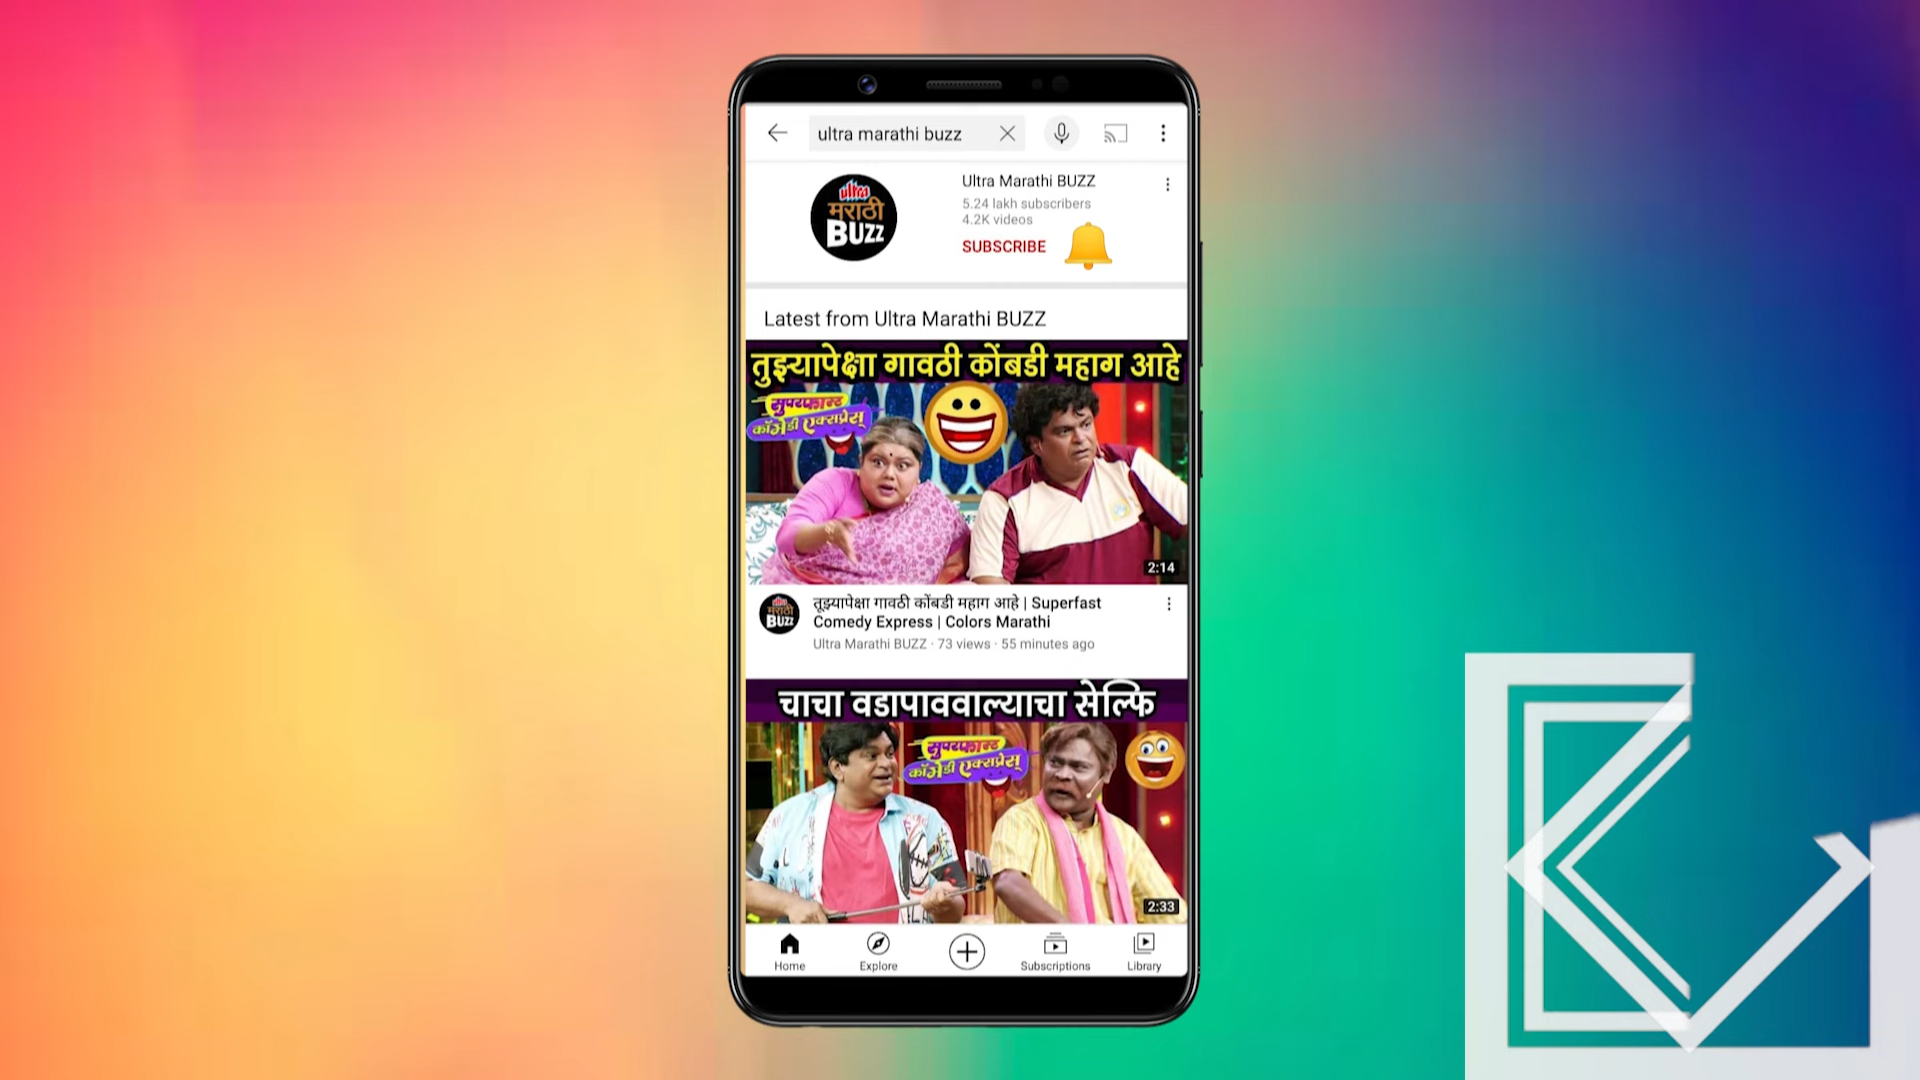 ultra marathi buzz
ultra
मराठी
BUZZ
Ultra Marathi BUZZ
5.24 lakh subscribers
4.2K videos
SUBSCRIBE
Latest from Ultra Marathi BUZZ
तुझ्यापेक्षा गावठी कोंबडी महाग आहे
सुपरफास्ट
कॉमेडी एक्सप्रेस्
2:14
ultra
मराठी
BUZZ
तूझ्यापेक्षा गावठी कोंबडी महाग आहे | Superfast
Comedy Express | Colors Marathi
Ultra Marathi BUZZ · 73 views · 55 minutes ago
चाचा वडापाववाल्याचा सेल्फि
सुपरफास्ट
कॉमेडी एक्सप्रेस्
2:33
Home
Explore
Subscriptions
Library